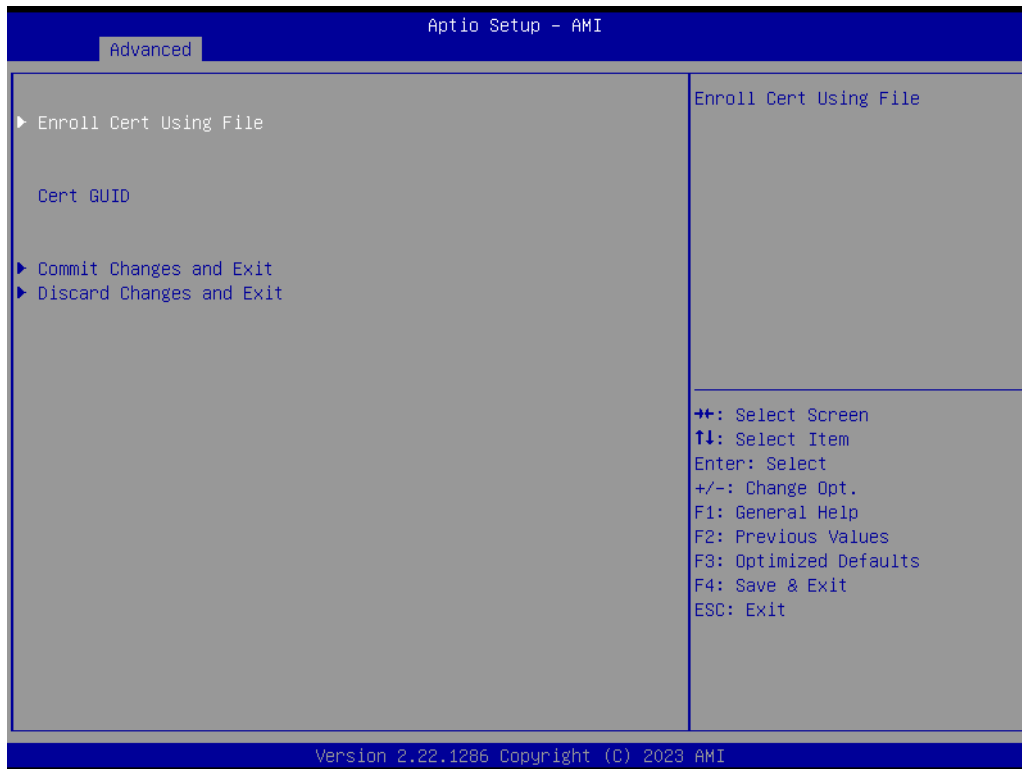 Aptio Setup – AMI
Advanced
▶ Enroll Cert Using File
Cert GUID
▶ Commit Changes and Exit
▶ Discard Changes and Exit
Enroll Cert Using File
→←: Select Screen
↑↓: Select Item
Enter: Select
+/-: Change Opt.
F1: General Help
F2: Previous Values
F3: Optimized Defaults
F4: Save & Exit
ESC: Exit
Version 2.22.1286 Copyright (C) 2023 AMI